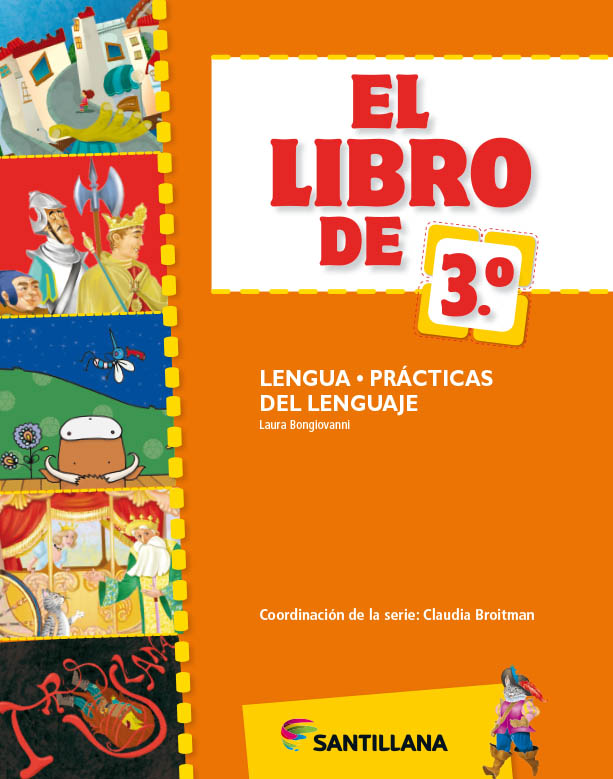 EL
LIBRO
DE
3.º
LENGUA • PRÁCTICAS
DEL LENGUAJE
Laura Bongiovanni
Coordinación de la serie: Claudia Broitman
SANTILLANA